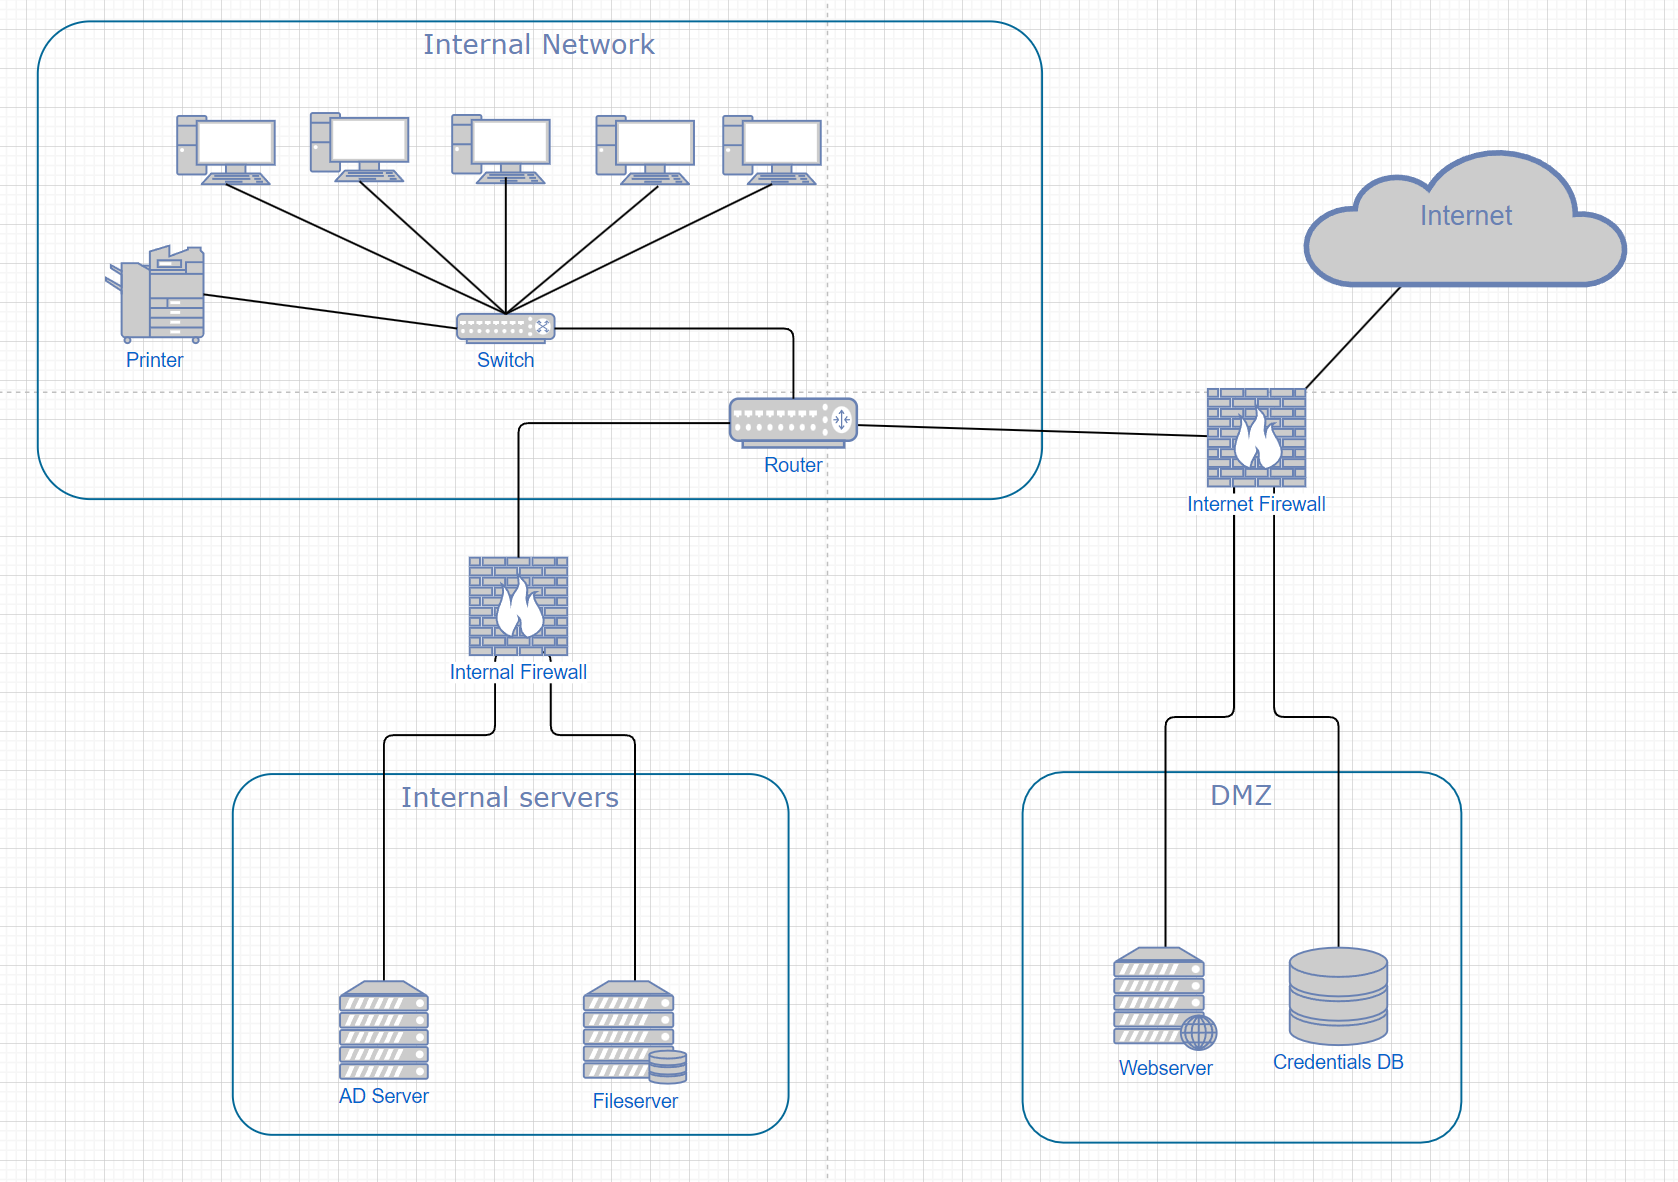 Internal Network
Internet
Printer
Switch
Router
Internet Firewall
Internal Firewall
Internal servers
DMZ
AD Server
Fileserver
Webserver
Credentials DB